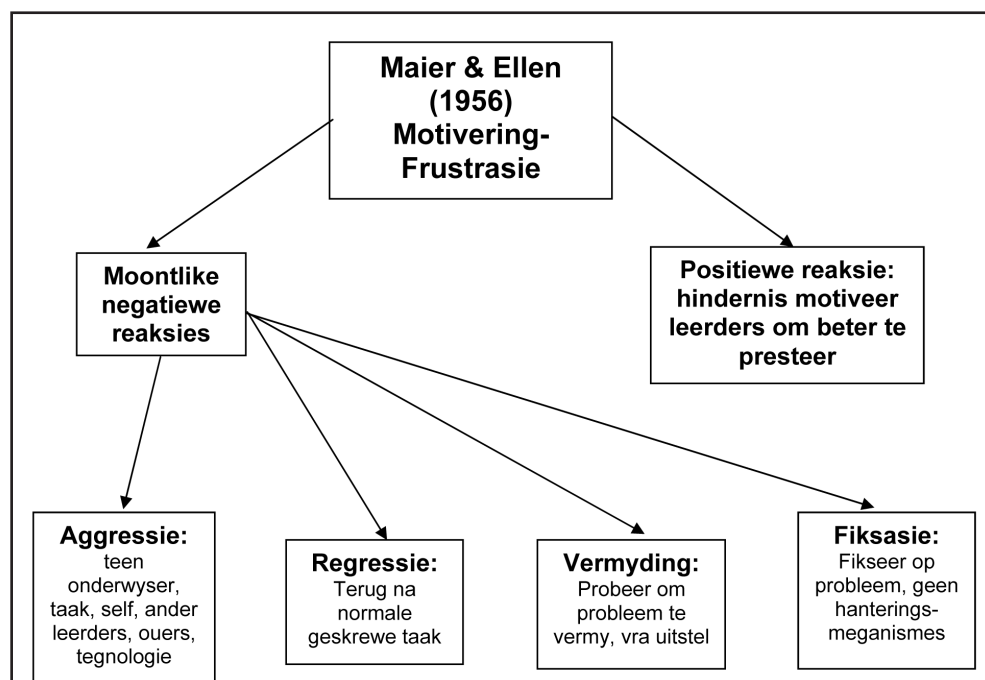 Maier & Ellen
(1956)
Motivering-
Frustrasie
Moontlike
negatiewe
reaksies
Positiewe reaksie:
hindernis motiveer
leerders om beter te
presteer
Aggressie:
teen
onderwyser,
taak, self, ander
leerders, ouers,
tegnologie
Regressie:
Terug na
normale
geskrewe taak
Vermyding:
Probeer om
probleem te
vermy, vra uitstel
Fiksasie:
Fikseer op
probleem, geen
hanterings-
meganismes